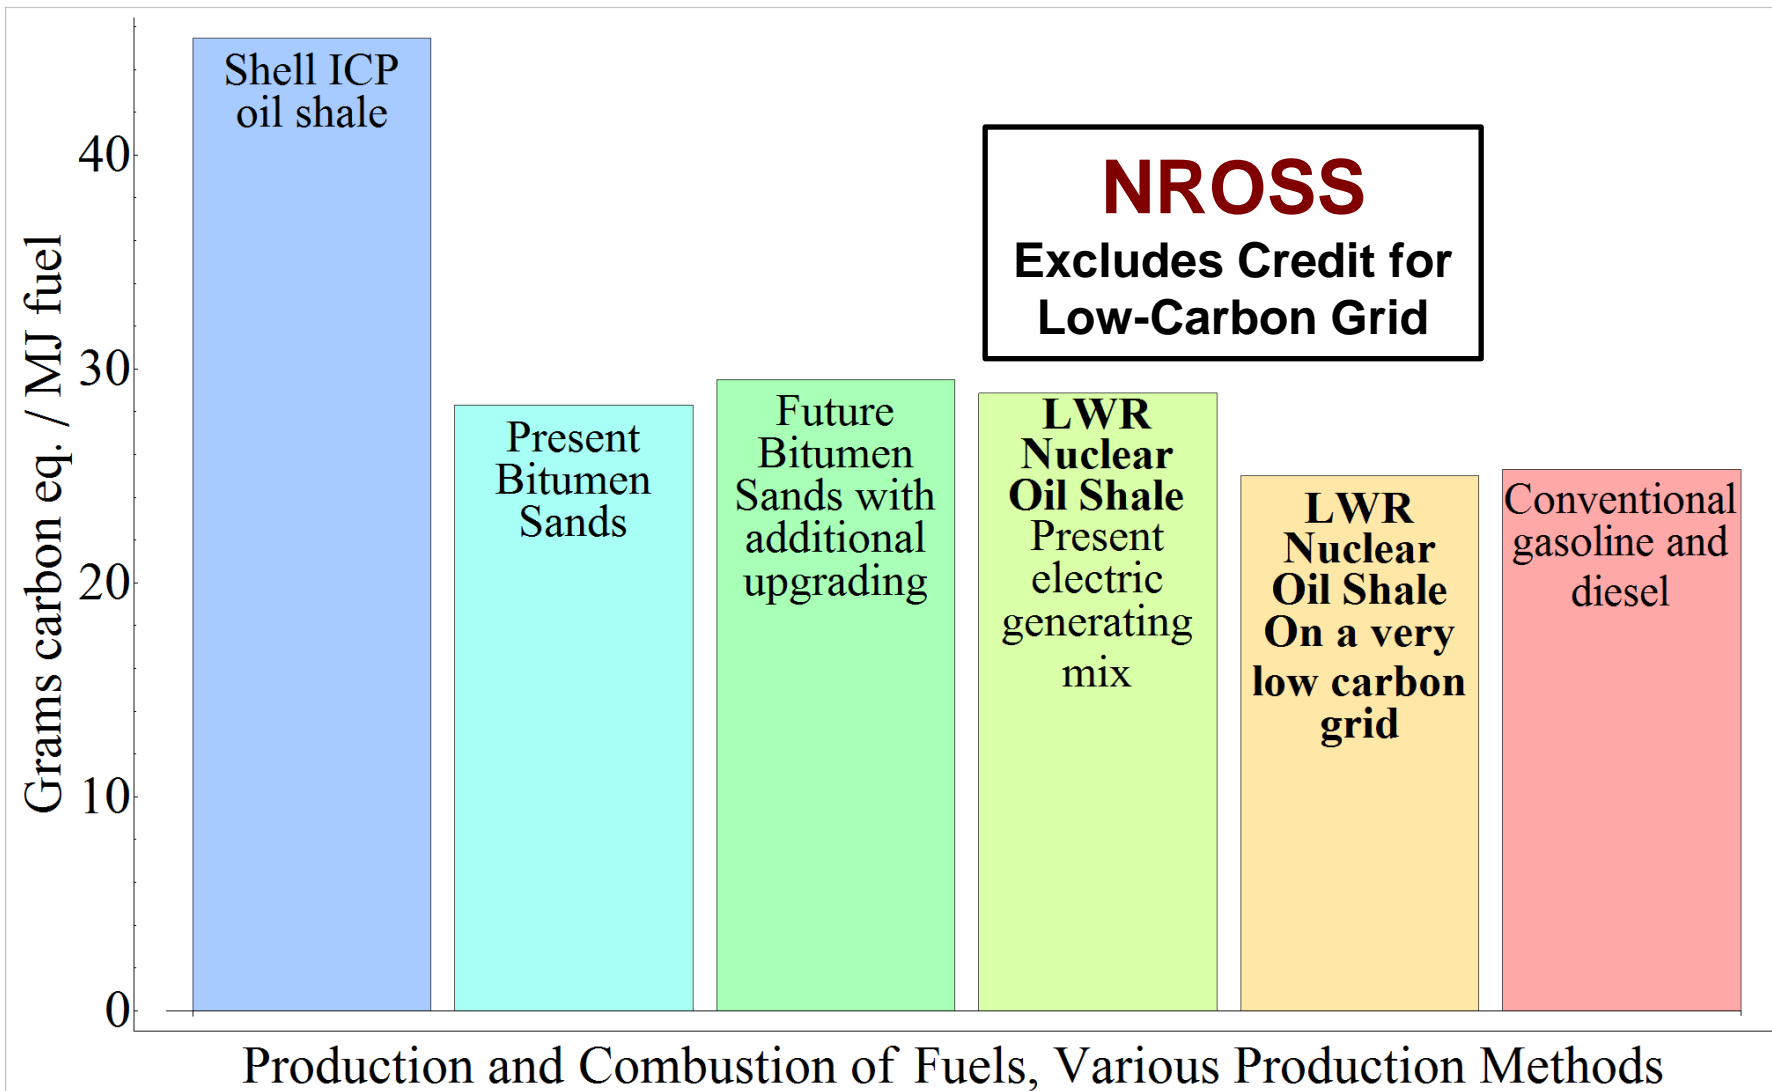 Grams carbon eq. / MJ fuel
40
30
20
10
0
Shell ICP
oil shale
Present
Bitumen
Sands
Future
Bitumen
Sands with
additional
upgrading
NROSS
Excludes Credit for
Low-Carbon Grid
LWR
Nuclear
Oil Shale
Present
electric
generating
mix
LWR
Nuclear
Oil Shale
On a very
low carbon
grid
Conventional
gasoline and
diesel
Production and Combustion of Fuels, Various Production Methods